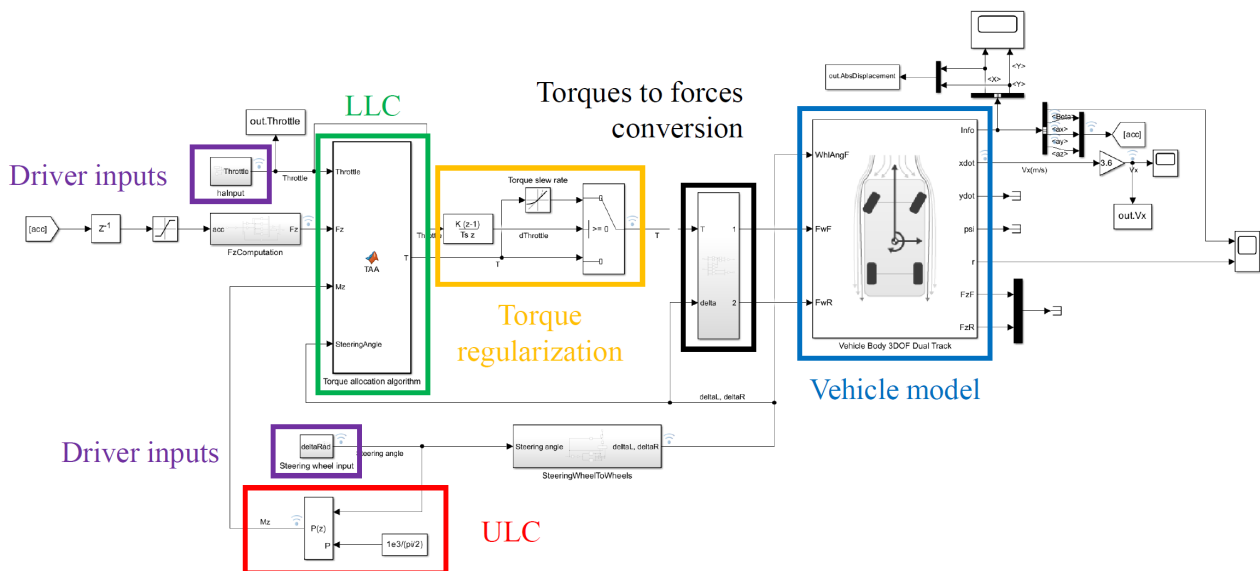 <Y>
out.AbsDisplacement
<X>
<Y>
Torques to forces
conversion
LLC
out.Throttle
Info
<Beta>
<ax>
<ay>
<az>
[acc]
Driver inputs
Throttle
haInput
Throttle
Throttle
WhlAngF
xdot
Vx(m/s)
3.6
Vx
Torque slew rate
ydot
out.Vx
[acc]
z-1
acc
Fz
FzComputation
Fz
Throttle
K (z-1)
Ts z
dThrottle
>= 0
T
T
1
FwF
psi
TAA
T
T
r
Mz
delta
2
FwR
FzF
Torque
regularization
FzR
SteeringAngle
Vehicle Body 3DOF Dual Track
Torque allocation algorithm
Vehicle model
deltaL, deltaR
Driver inputs
deltaRad
Steering angle
Steering wheel input
Steering angle
deltaL, deltaR
SteeringWheelToWheels
Mz
P(z)
P
1e3/(pi/2)
ULC